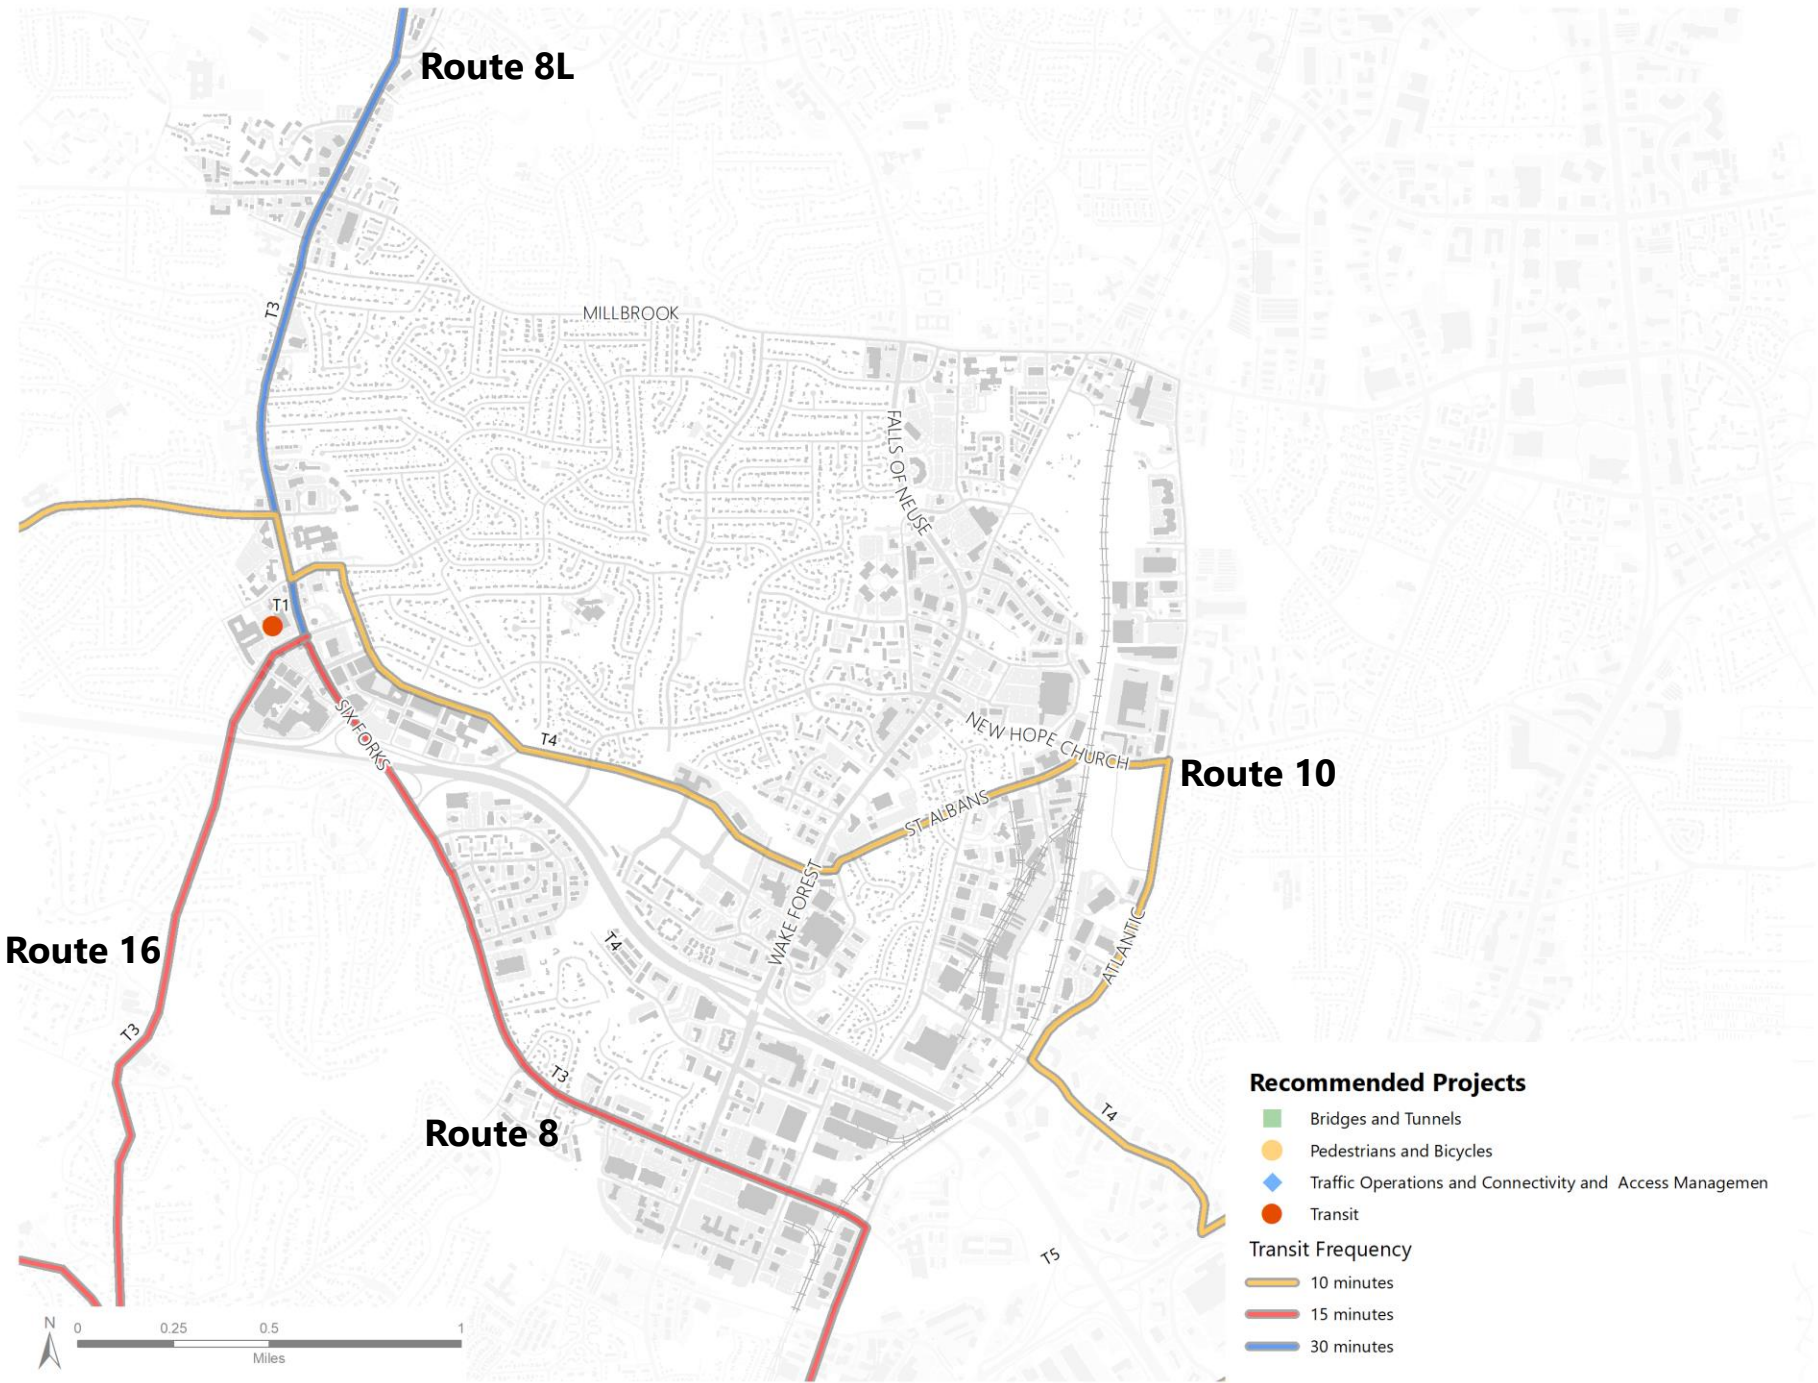 Route 8L
T3
MILLBROOK
FALLS OF NEUSE
T1
SIX FORKS
T4
NEW HOPE CHURCH
Route 10
ST ALBANS
WAKE FOREST
T4
ATLANTIC
Route 16
T3
T3
Route 8
T4
T5
Recommended Projects
Bridges and Tunnels
Pedestrians and Bicycles
Traffic Operations and Connectivity and Access Managemen
Transit
Transit Frequency
10 minutes
15 minutes
30 minutes
N
0 0.25 0.5 1
Miles